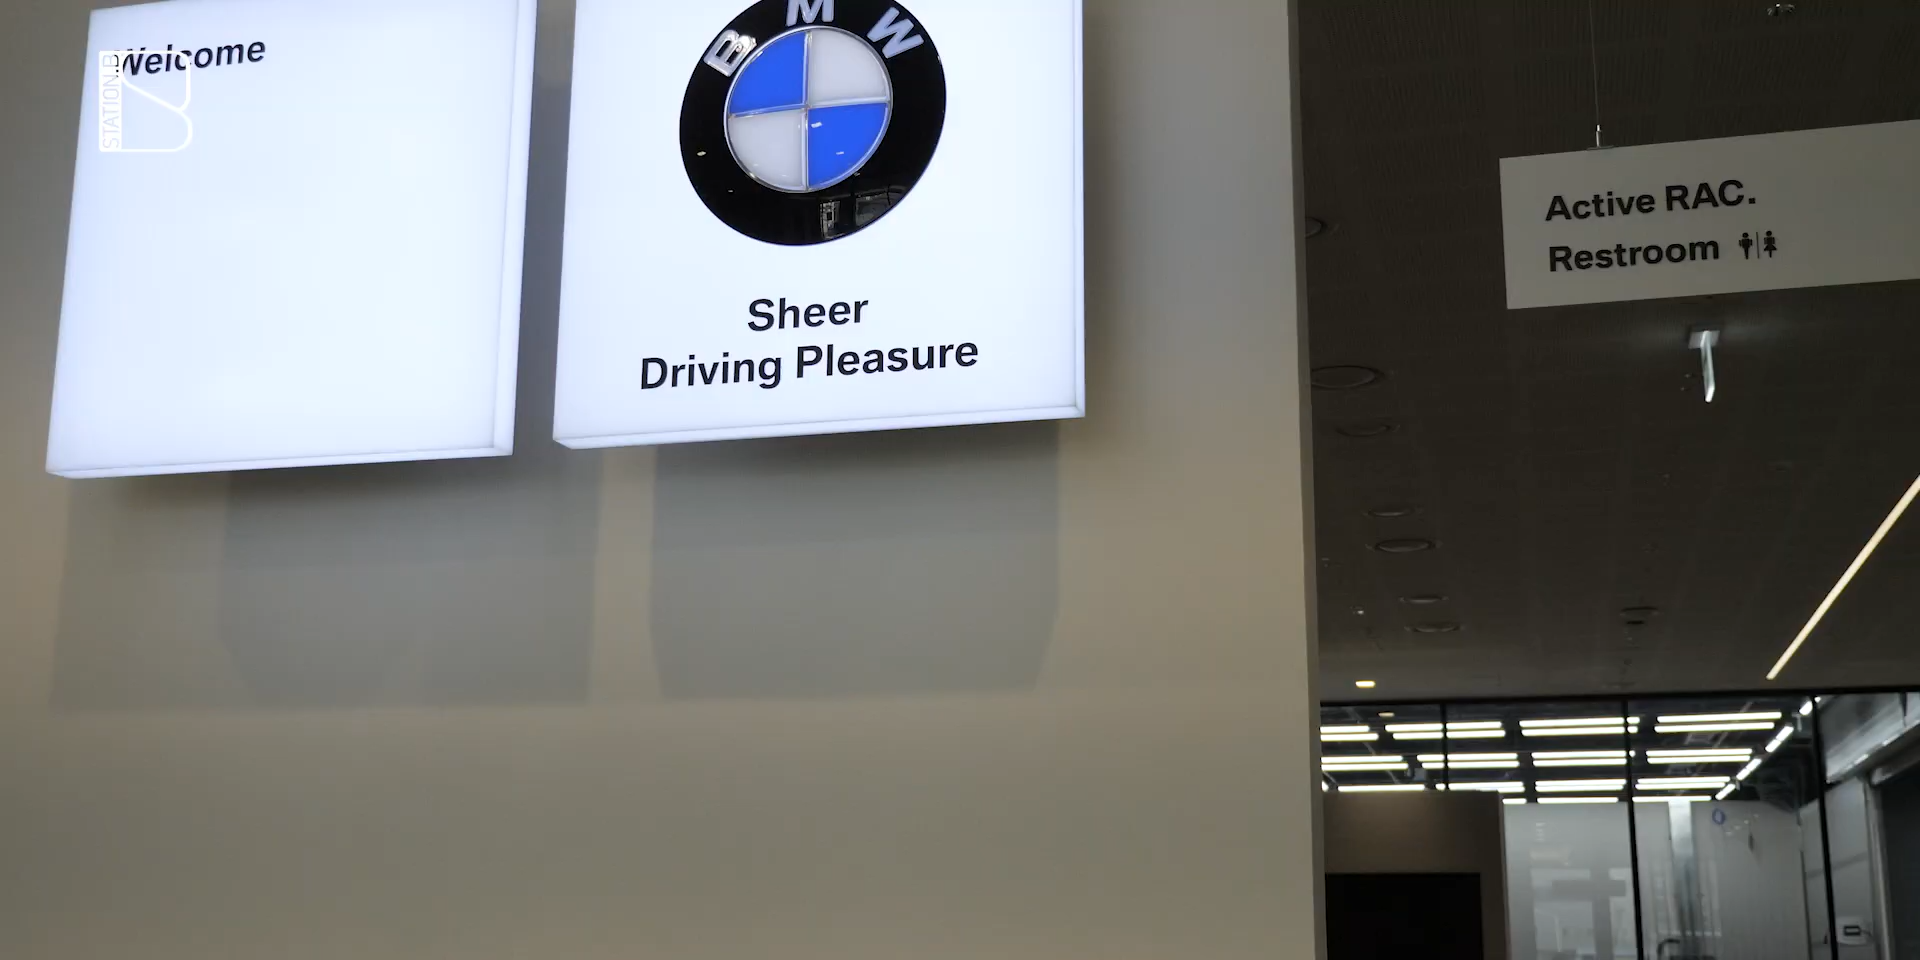 Welcome
STATION.B
BMW
Sheer
Driving Pleasure
Active RAC.
Restroom